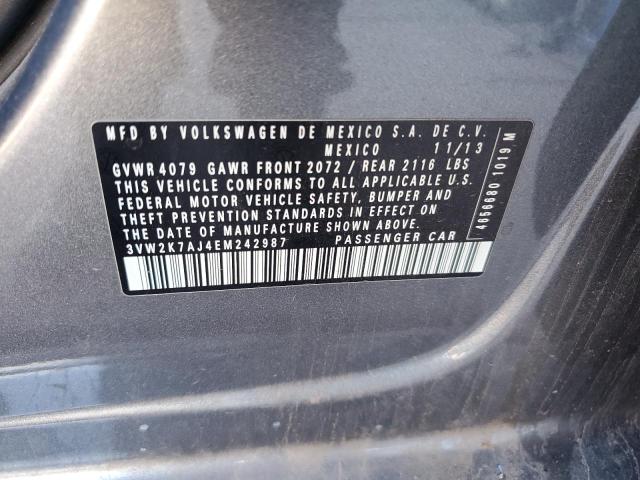 MFD BY VOLKSWAGEN DE MEXICO S.A. DE C.V.
MEXICO 11/13
GVWR 4079 GAWR FRONT 2072 / REAR 2116 LBS
THIS VEHICLE CONFORMS TO ALL APPLICABLE U.S.
FEDERAL MOTOR VEHICLE SAFETY, BUMPER AND
THEFT PREVENTION STANDARDS IN EFFECT ON
THE DATE OF MANUFACTURE SHOWN ABOVE.
3VW2K7AJ4EM242987 PASSENGER CAR
4656680 1019 M